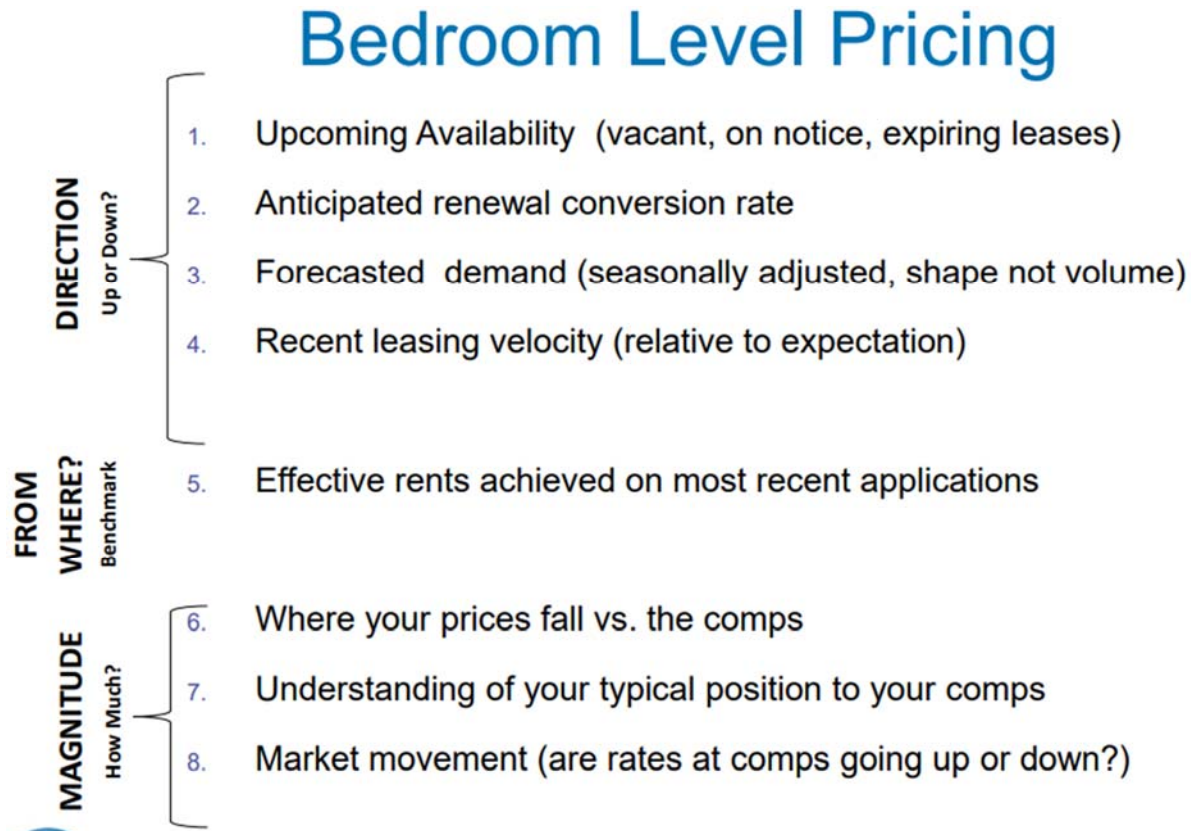 Bedroom Level Pricing
DIRECTION
Up or Down?
1. Upcoming Availability (vacant, on notice, expiring leases)
2. Anticipated renewal conversion rate
3. Forecasted demand (seasonally adjusted, shape not volume)
4. Recent leasing velocity (relative to expectation)
FROM
WHERE?
Benchmark
5. Effective rents achieved on most recent applications
MAGNITUDE
How Much?
6. Where your prices fall vs. the comps
7. Understanding of your typical position to your comps
8. Market movement (are rates at comps going up or down?)